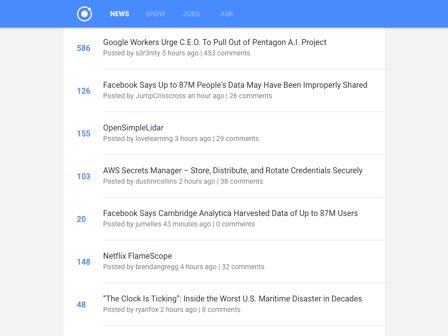 NEWS SHOW JOBS ASK
586 Google Workers Urge C.E.O. To Pull Out of Pentagon A.I. Project
Posted by s3r3nity 5 hours ago | 453 comments
126 Facebook Says Up to 87M People's Data May Have Been Improperly Shared
Posted by JumpCrisscross an hour ago | 26 comments
155 OpenSimpleLidar
Posted by lovelearning 3 hours ago | 29 comments
103 AWS Secrets Manager – Store, Distribute, and Rotate Credentials Securely
Posted by dustinrcollins 2 hours ago | 38 comments
20 Facebook Says Cambridge Analytica Harvested Data of Up to 87M Users
Posted by jumelles 43 minutes ago | 0 comments
148 Netflix FlameScope
Posted by brendangregg 4 hours ago | 32 comments
48 “The Clock Is Ticking”: Inside the Worst U.S. Maritime Disaster in Decades
Posted by ryanfox 2 hours ago | 8 comments